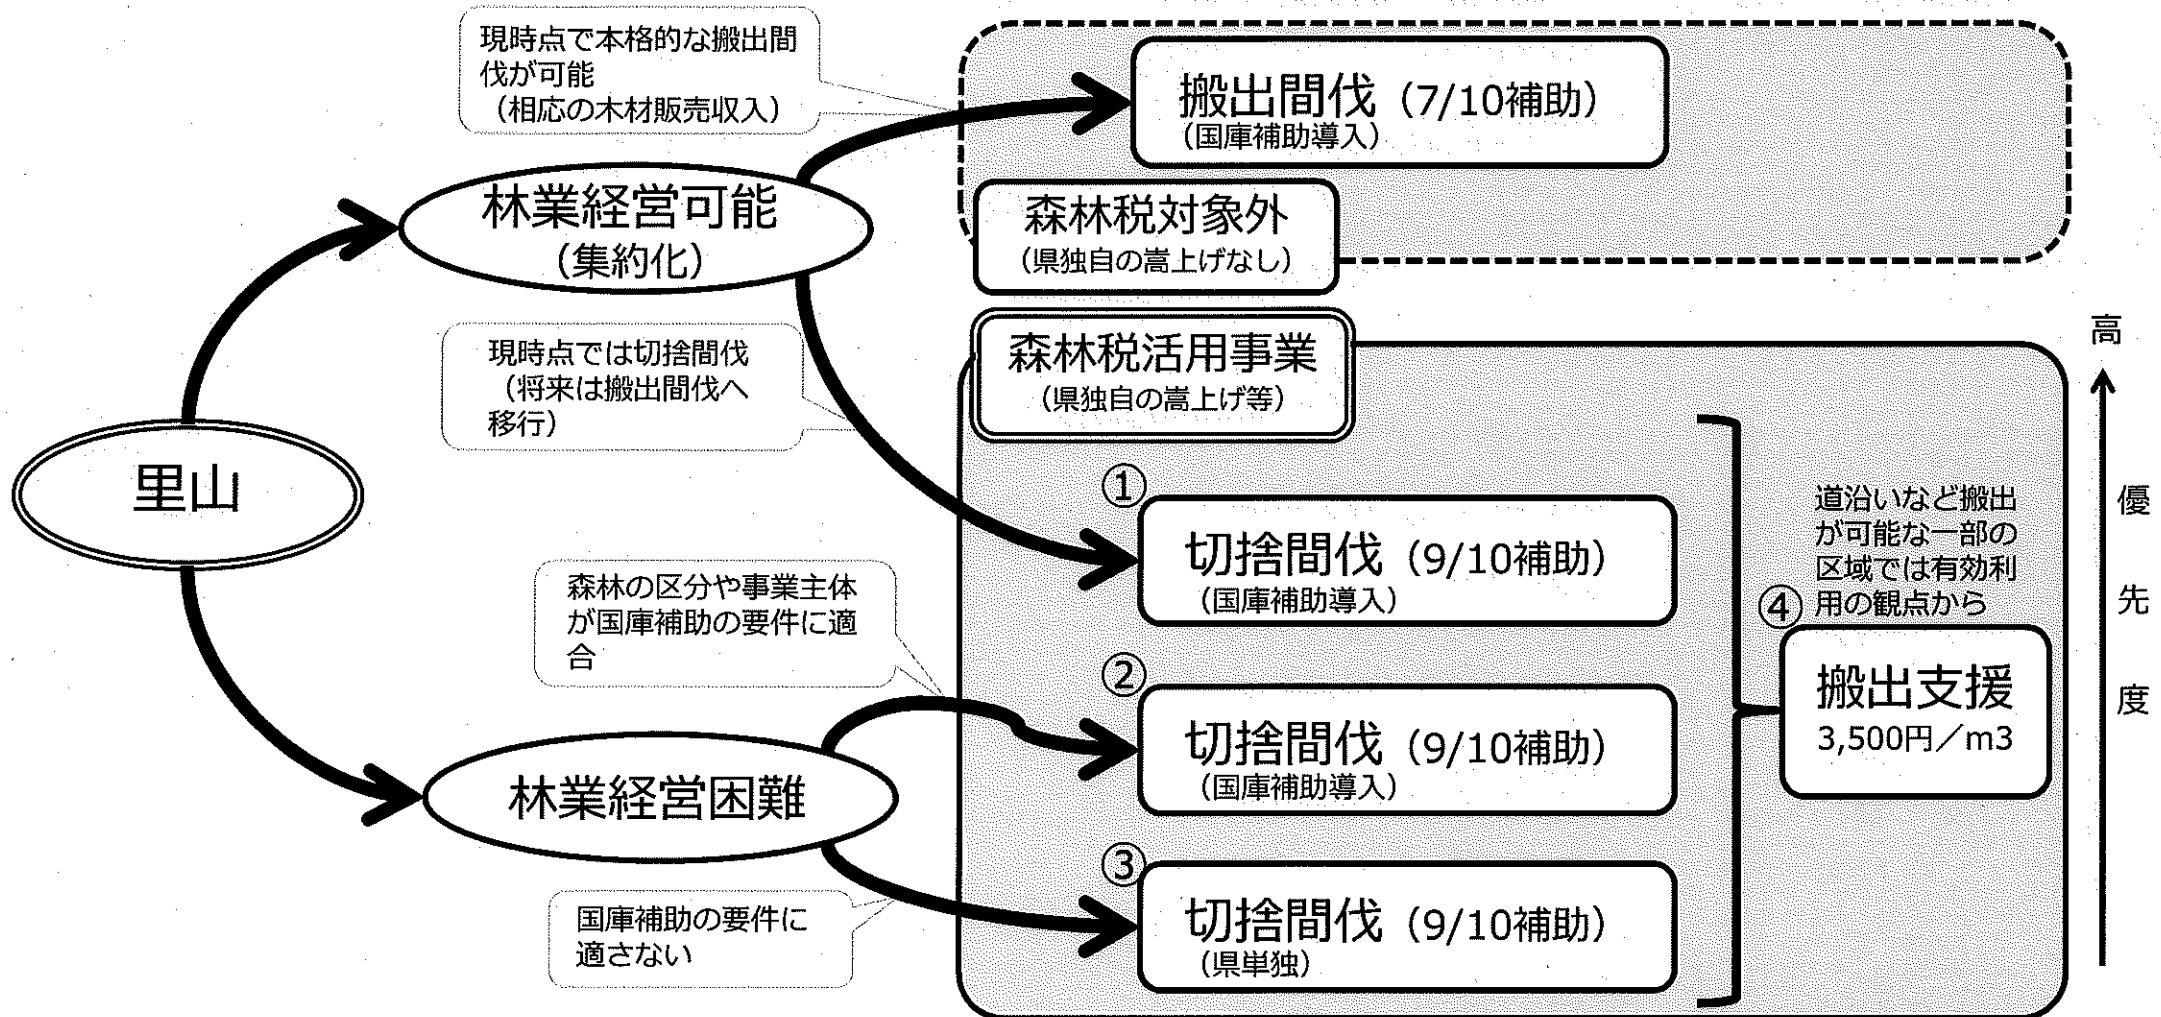 現時点で本格的な搬出間
伐が可能
（相応の木材販売収入）
搬出間伐（7/10補助）
（国庫補助導入）
林業経営可能
（集約化）
森林税対象外
（県独自の嵩上げなし）
現時点では切捨間伐
（将来は搬出間伐へ
移行）
森林税活用事業
（県独自の嵩上げ等）
里山
①
切捨間伐（9/10補助）
（国庫補助導入）
森林の区分や事業主体
が国庫補助の要件に適
合
②
切捨間伐（9/10補助）
（国庫補助導入）
林業経営困難
国庫補助の要件に
適さない
③
切捨間伐（9/10補助）
（県単独）
道沿いなど搬出
が可能な一部の
区域では有効利
用の観点から
④
搬出支援
3,500円／m3
高
優
先
度